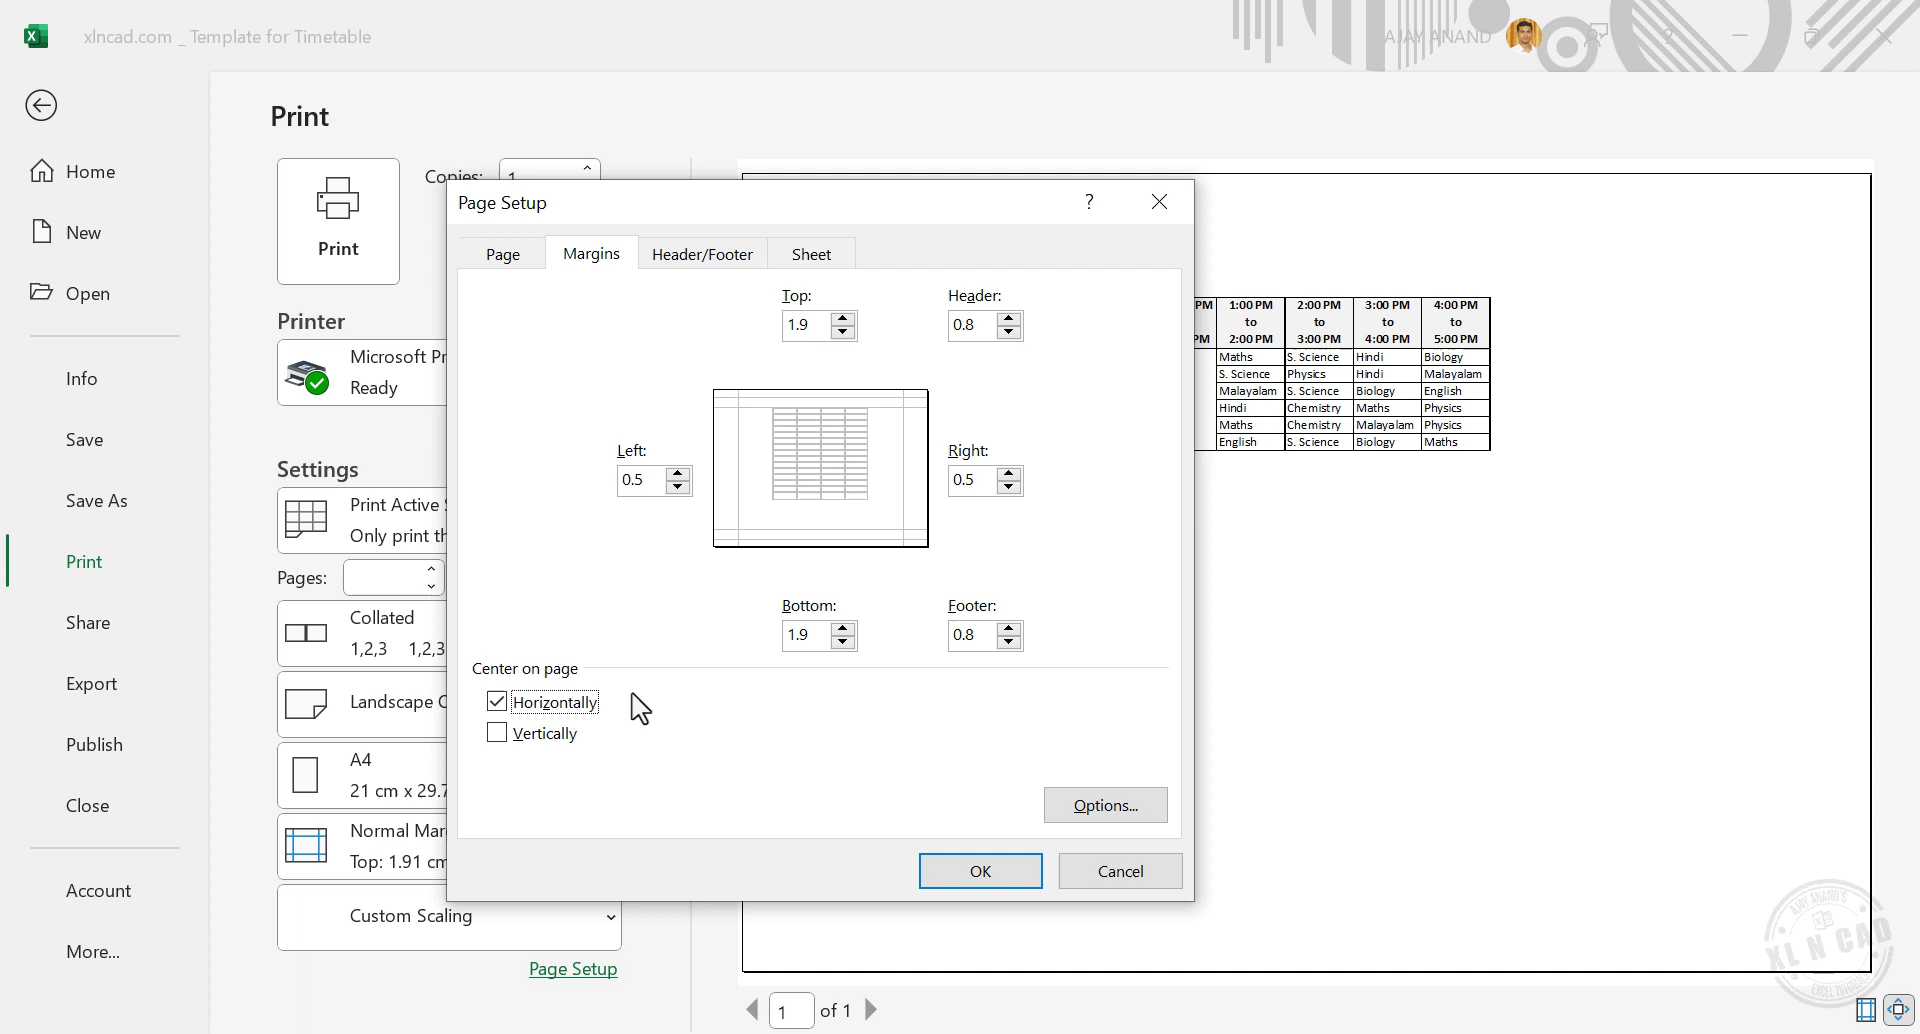 xlncad.com _ Template for Timetable
AJAY ANAND
?
Home
New
Open
Info
Save
Save As
Print
Share
Export
Publish
Close
Account
More...
Print
Print
Copies: 1
Printer
Microsoft Pr
Ready
Settings
Print Active
Only print th
Pages:
Collated
1,2,3 1,2,3
Landscape
A4
21 cm x 29.7
Normal Mar
Top: 1.91 cm
Custom Scaling
Page Setup
Page Setup
?
Page Margins Header/Footer Sheet
Top: Header:
1.9 0.8
Left: Right:
0.5 0.5
Bottom: Footer:
1.9 0.8
Center on page
Horizontally
Vertically
Options...
OK Cancel
PM 1:00 PM 2:00 PM 3:00 PM 4:00 PM
to to to to
PM 2:00 PM 3:00 PM 4:00 PM 5:00 PM
Maths S. Science Hindi Biology
S. Science Physics Hindi Malayalam
Malayalam S. Science Biology English
Hindi Chemistry Maths Physics
Maths Chemistry Malayalam Physics
English S. Science Biology Maths
1 of 1
AJAY ANAND'S
XL N CAD
EXCEL TUTORIALS